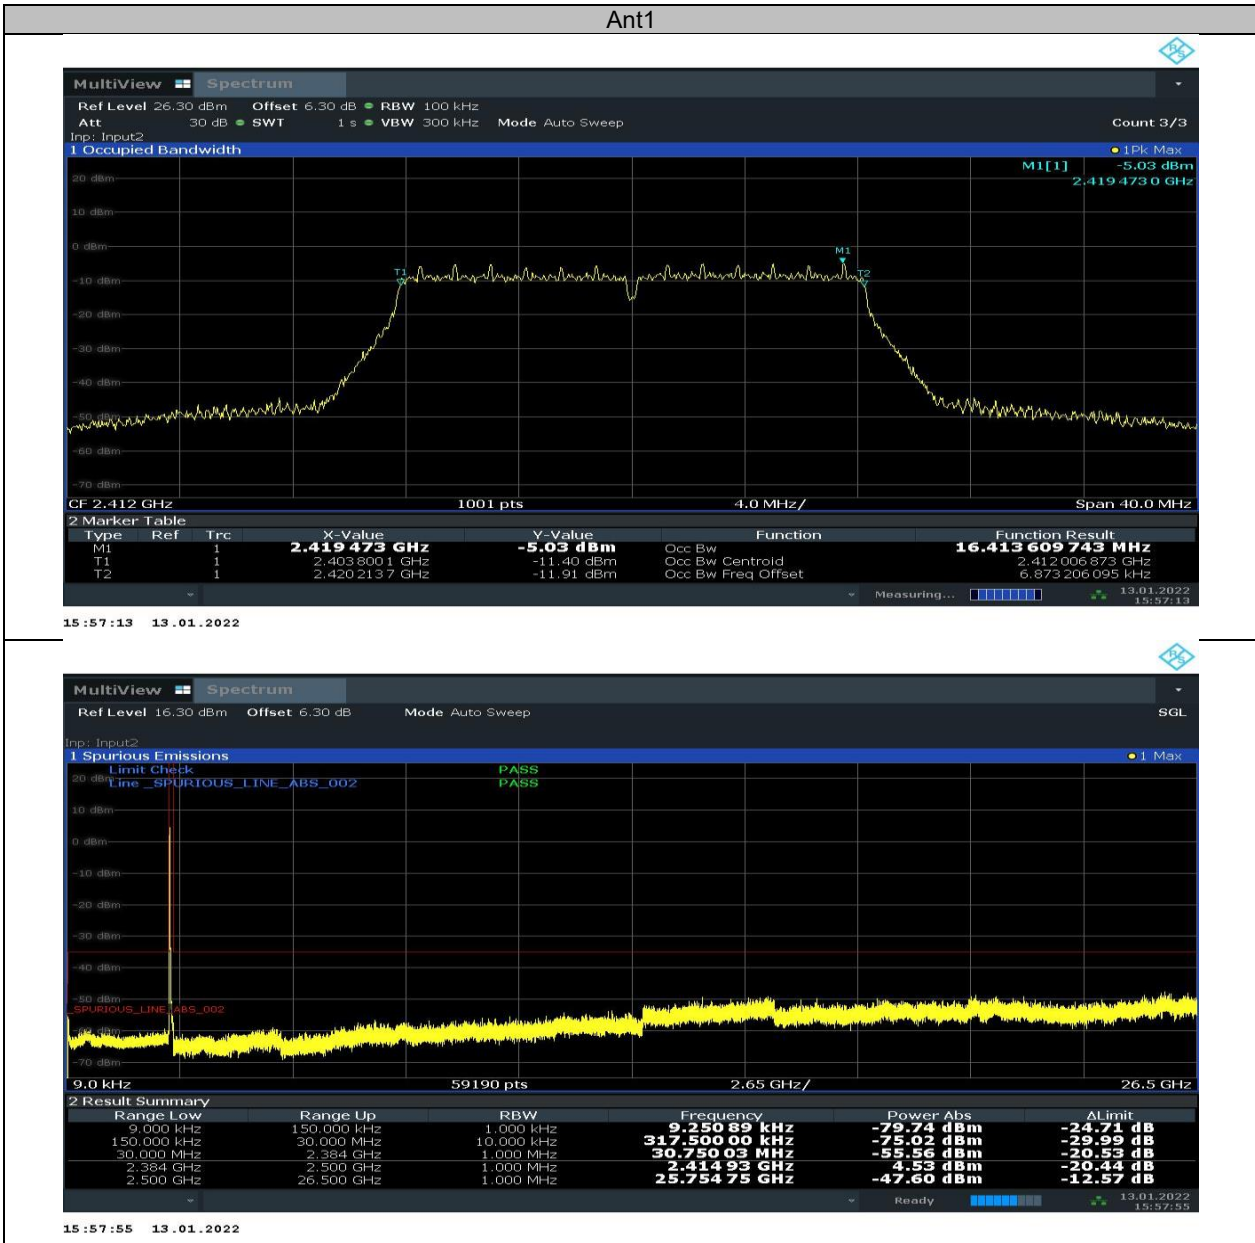 Ant1
R&S
MultiView Spectrum
Ref Level 26.30 dBm Offset 6.30 dB RBW 100 kHz
Att 30 dB SWT 1 s VBW 300 kHz Mode Auto Sweep Count 3/3
Inp: Input2
1 Occupied Bandwidth 1Pk Max
M1[1] -5.03 dBm
20 dBm 2.419 473 0 GHz
10 dBm
0 dBm
M1
T1 T2
-10 dBm
-20 dBm
-30 dBm
-40 dBm
-50 dBm
-60 dBm
-70 dBm
CF 2.412 GHz 1001 pts 4.0 MHz/ Span 40.0 MHz
2 Marker Table
Type Ref Trc X-Value Y-Value Function Function Result
M1 1 2.419 473 GHz -5.03 dBm Occ Bw 16.413 609 743 MHz
T1 1 2.403 800 1 GHz -11.40 dBm Occ Bw Centroid 2.412 006 873 GHz
T2 1 2.420 213 7 GHz -11.91 dBm Occ Bw Freq Offset 6.873 206 095 kHz
Measuring... 13.01.2022
15:57:13
15:57:13 13.01.2022
R&S
MultiView Spectrum
Ref Level 16.30 dBm Offset 6.30 dB Mode Auto Sweep SGL
Inp: Input2
1 Spurious Emissions 1 Max
Limit Check PASS
20 dBm Line _SPURIOUS_LINE_ABS_002 PASS
10 dBm
0 dBm
-10 dBm
-20 dBm
-30 dBm
-40 dBm
-50 dBm
_SPURIOUS_LINE_ABS_002
-60 dBm
-70 dBm
9.0 kHz 59190 pts 2.65 GHz/ 26.5 GHz
2 Result Summary
Range Low Range Up RBW Frequency Power Abs ΔLimit
9.000 kHz 150.000 kHz 1.000 kHz 9.250 89 kHz -79.74 dBm -24.71 dB
150.000 kHz 30.000 MHz 10.000 kHz 317.500 00 kHz -75.02 dBm -29.99 dB
30.000 MHz 2.384 GHz 1.000 MHz 30.750 03 MHz -55.56 dBm -20.53 dB
2.384 GHz 2.500 GHz 1.000 MHz 2.414 93 GHz 4.53 dBm -20.44 dB
2.500 GHz 26.500 GHz 1.000 MHz 25.754 75 GHz -47.60 dBm -12.57 dB
Ready 13.01.2022
15:57:55
15:57:55 13.01.2022